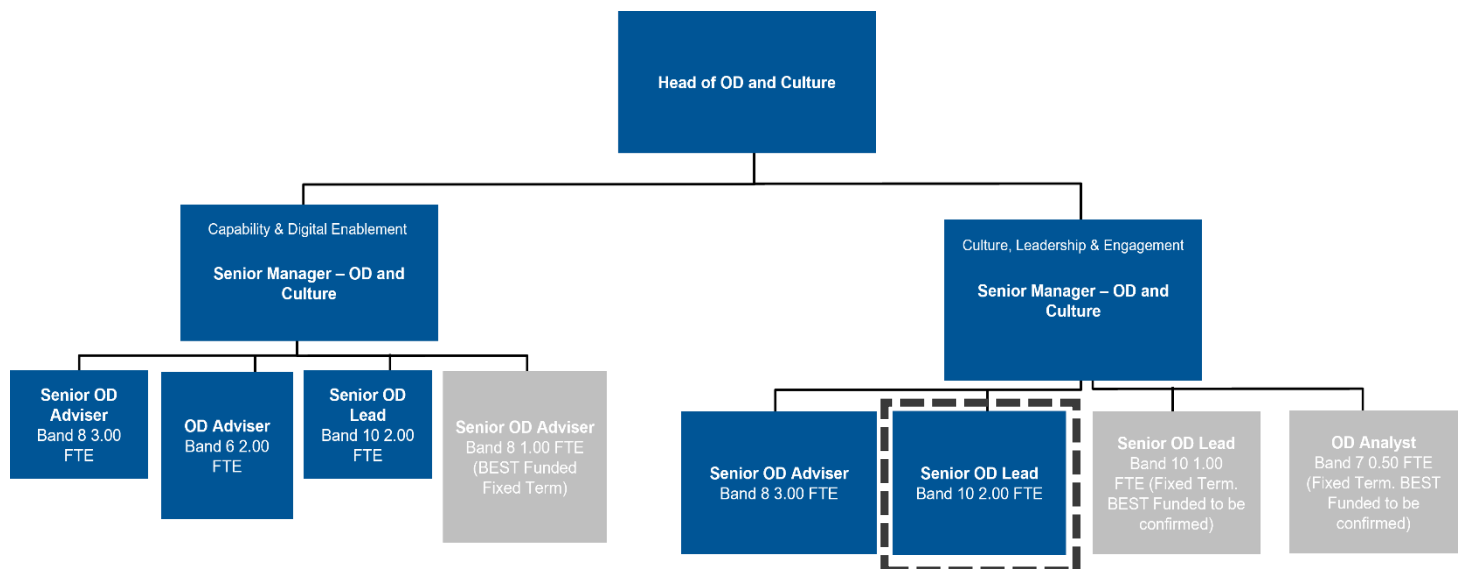 Head of OD and Culture
Capability & Digital Enablement
Senior Manager – OD and
Culture
Culture, Leadership & Engagement
Senior Manager – OD and
Culture
Senior OD
Adviser
Band 8 3.00
FTE
OD Adviser
Band 6 2.00
FTE
Senior OD
Lead
Band 10 2.00
FTE
Senior OD Adviser
Band 8 1.00 FTE
(BEST Funded
Fixed Term)
Senior OD Adviser
Band 8 3.00 FTE
Senior OD Lead
Band 10 2.00 FTE
Senior OD Lead
Band 10 1.00
FTE (Fixed Term.
BEST Funded to be
confirmed)
OD Analyst
Band 7 0.50 FTE
(Fixed Term. BEST
Funded to be
confirmed)